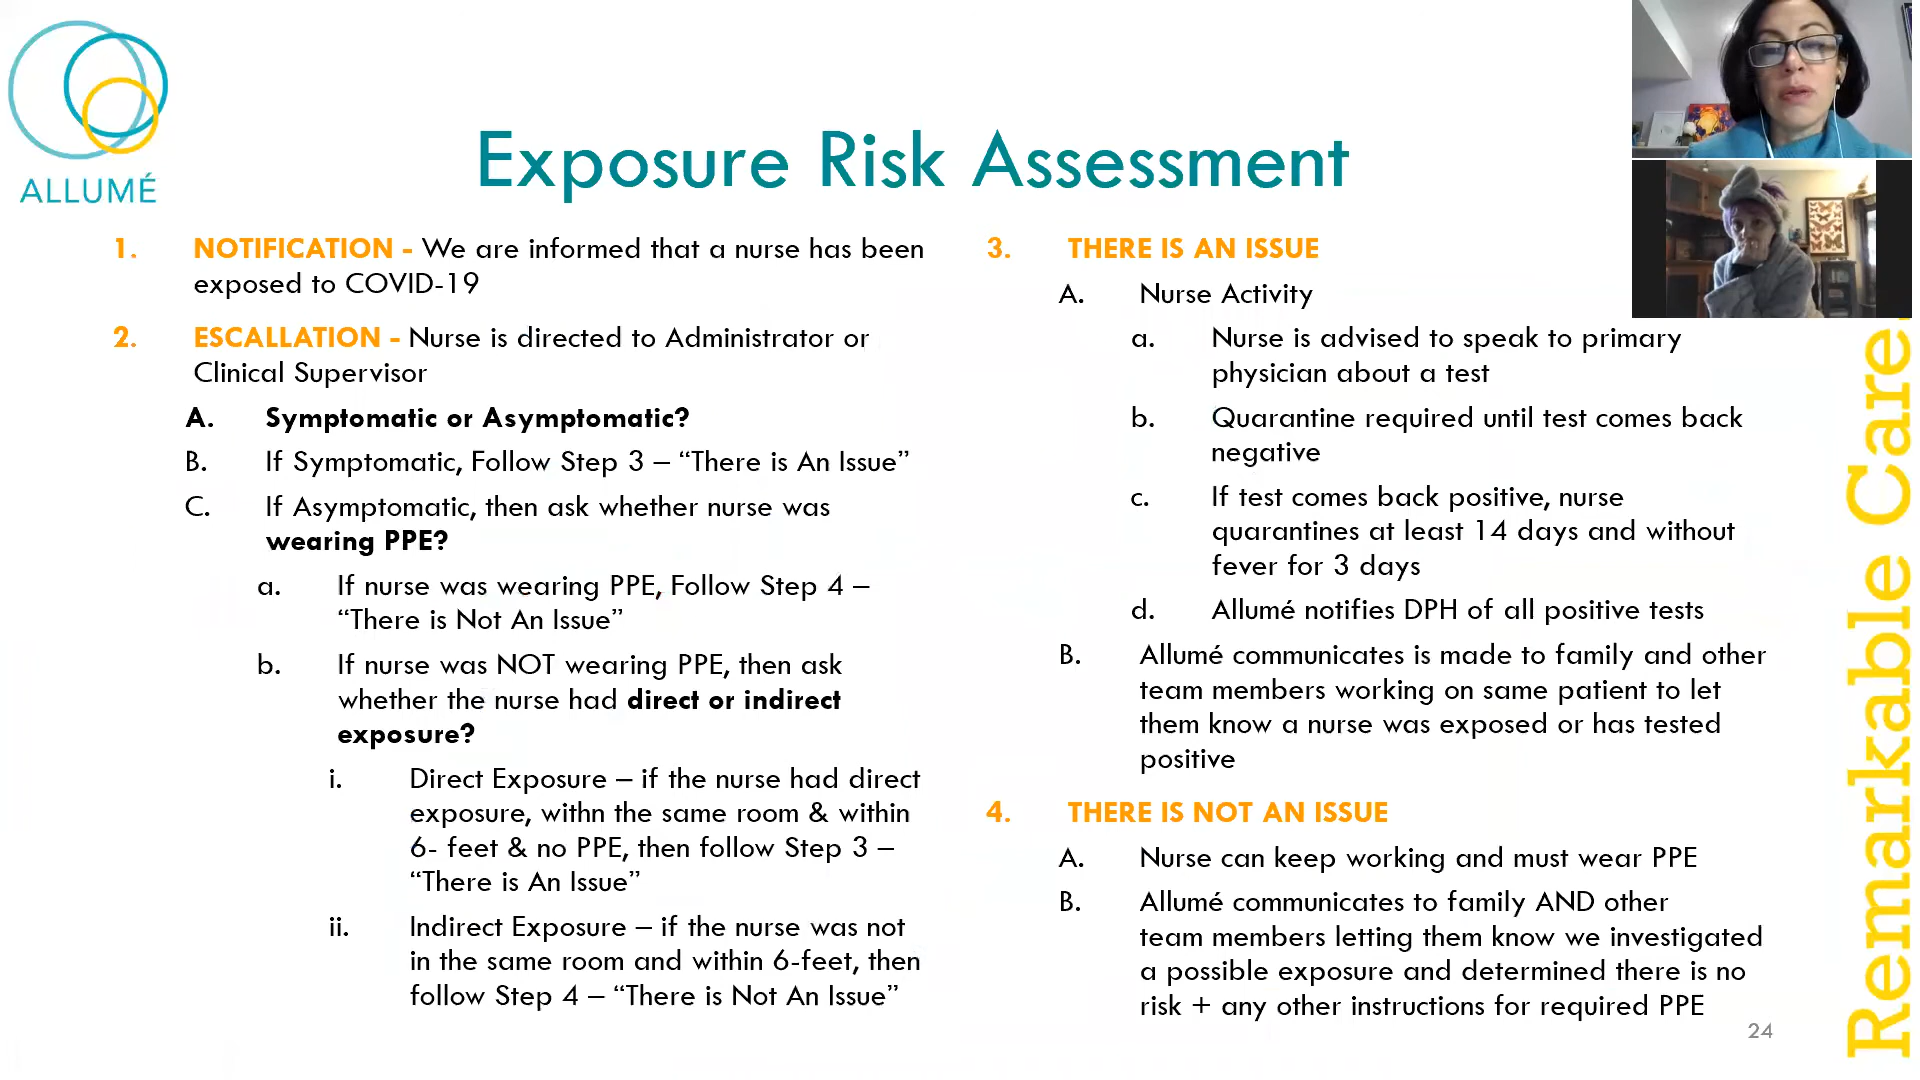 ALLUMÉ
Exposure Risk Assessment
1. NOTIFICATION - We are informed that a nurse has been
exposed to COVID-19
2. ESCALLATION - Nurse is directed to Administrator or
Clinical Supervisor
A. Symptomatic or Asymptomatic?
B. If Symptomatic, Follow Step 3 – “There is An Issue”
C. If Asymptomatic, then ask whether nurse was
wearing PPE?
a. If nurse was wearing PPE, Follow Step 4 –
“There is Not An Issue”
b. If nurse was NOT wearing PPE, then ask
whether the nurse had direct or indirect
exposure?
i. Direct Exposure – if the nurse had direct
exposure, withn the same room & within
6- feet & no PPE, then follow Step 3 –
“There is An Issue”
ii. Indirect Exposure – if the nurse was not
in the same room and within 6-feet, then
follow Step 4 – “There is Not An Issue”
3. THERE IS AN ISSUE
A. Nurse Activity
a. Nurse is advised to speak to primary
physician about a test
b. Quarantine required until test comes back
negative
c. If test comes back positive, nurse
quarantines at least 14 days and without
fever for 3 days
d. Allumé notifies DPH of all positive tests
B. Allumé communicates is made to family and other
team members working on same patient to let
them know a nurse was exposed or has tested
positive
4. THERE IS NOT AN ISSUE
A. Nurse can keep working and must wear PPE
B. Allumé communicates to family AND other
team members letting them know we investigated
a possible exposure and determined there is no
risk + any other instructions for required PPE
24
Remarkable Care.